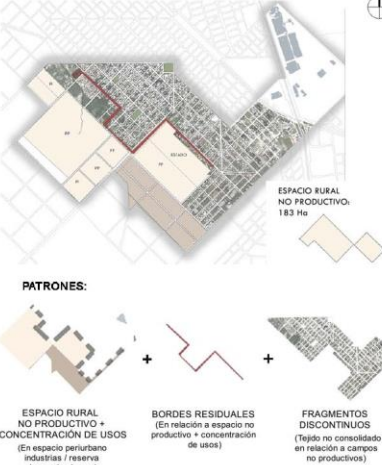 ESTADO
ESPACIO RURAL
NO PRODUCTIVO:
183 Ha
PATRONES:
ESPACIO RURAL
NO PRODUCTIVO +
CONCENTRACIÓN DE USOS
(En espacio periurbano
industrias / reserva
+
BORDES RESIDUALES
(En relación a espacio no
productivo + concentración
de usos)
+
FRAGMENTOS
DISCONTINUOS
(Tejido no consolidado
en relación a campos
no productivos)